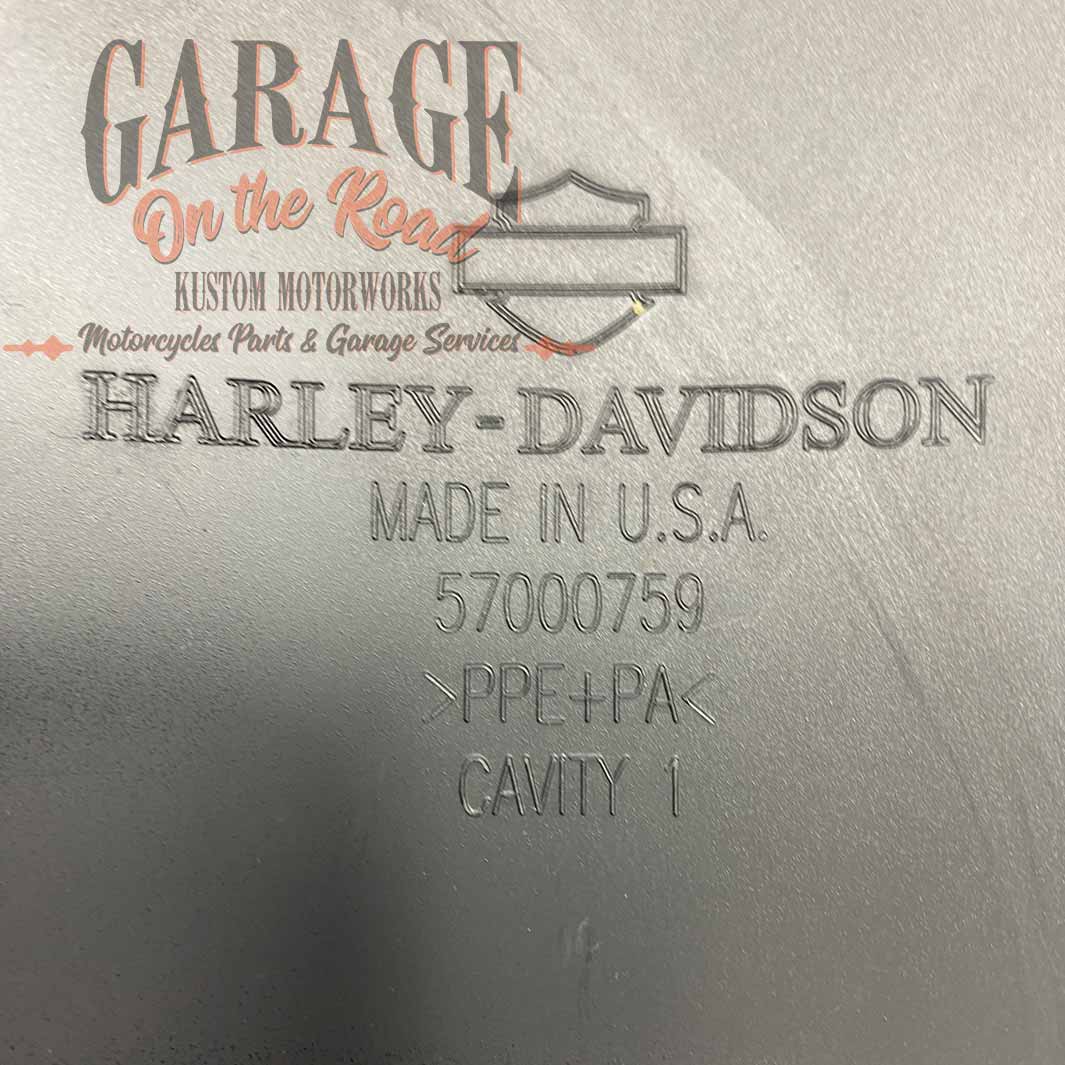 GARAGE
On the Road
KUSTOM MOTORWORKS
Motorcycles Parts & Garage Services
HARLEY-DAVIDSON
MADE IN U.S.A.
57000759
>PPE+PA<
CAVITY 1